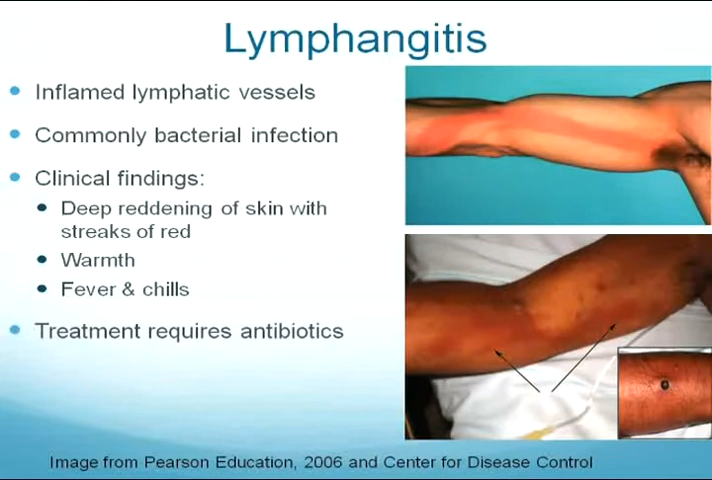 Lymphangitis
Inflamed lymphatic vessels
Commonly bacterial infection
Clinical findings:
Deep reddening of skin with
streaks of red
Warmth
Fever & chills
Treatment requires antibiotics
Image from Pearson Education, 2006 and Center for Disease Control